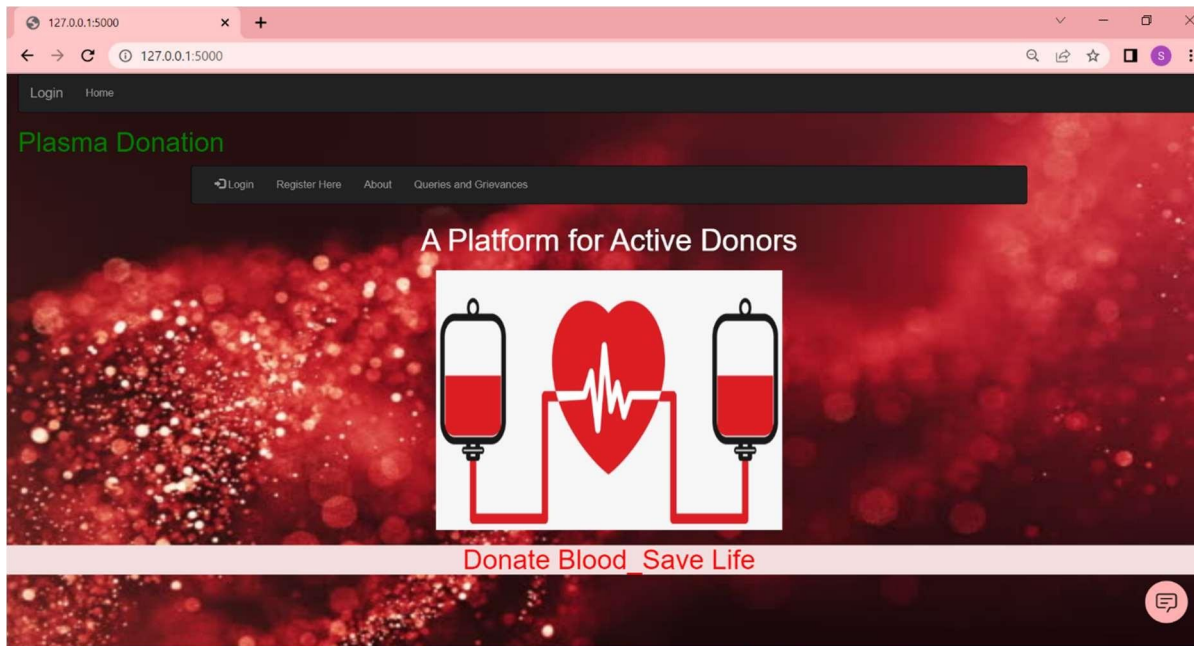 127.0.0.1:5000
127.0.0.1:5000
S
Login Home
Plasma Donation
Login Register Here About Queries and Grievances
A Platform for Active Donors
Donate Blood_Save Life